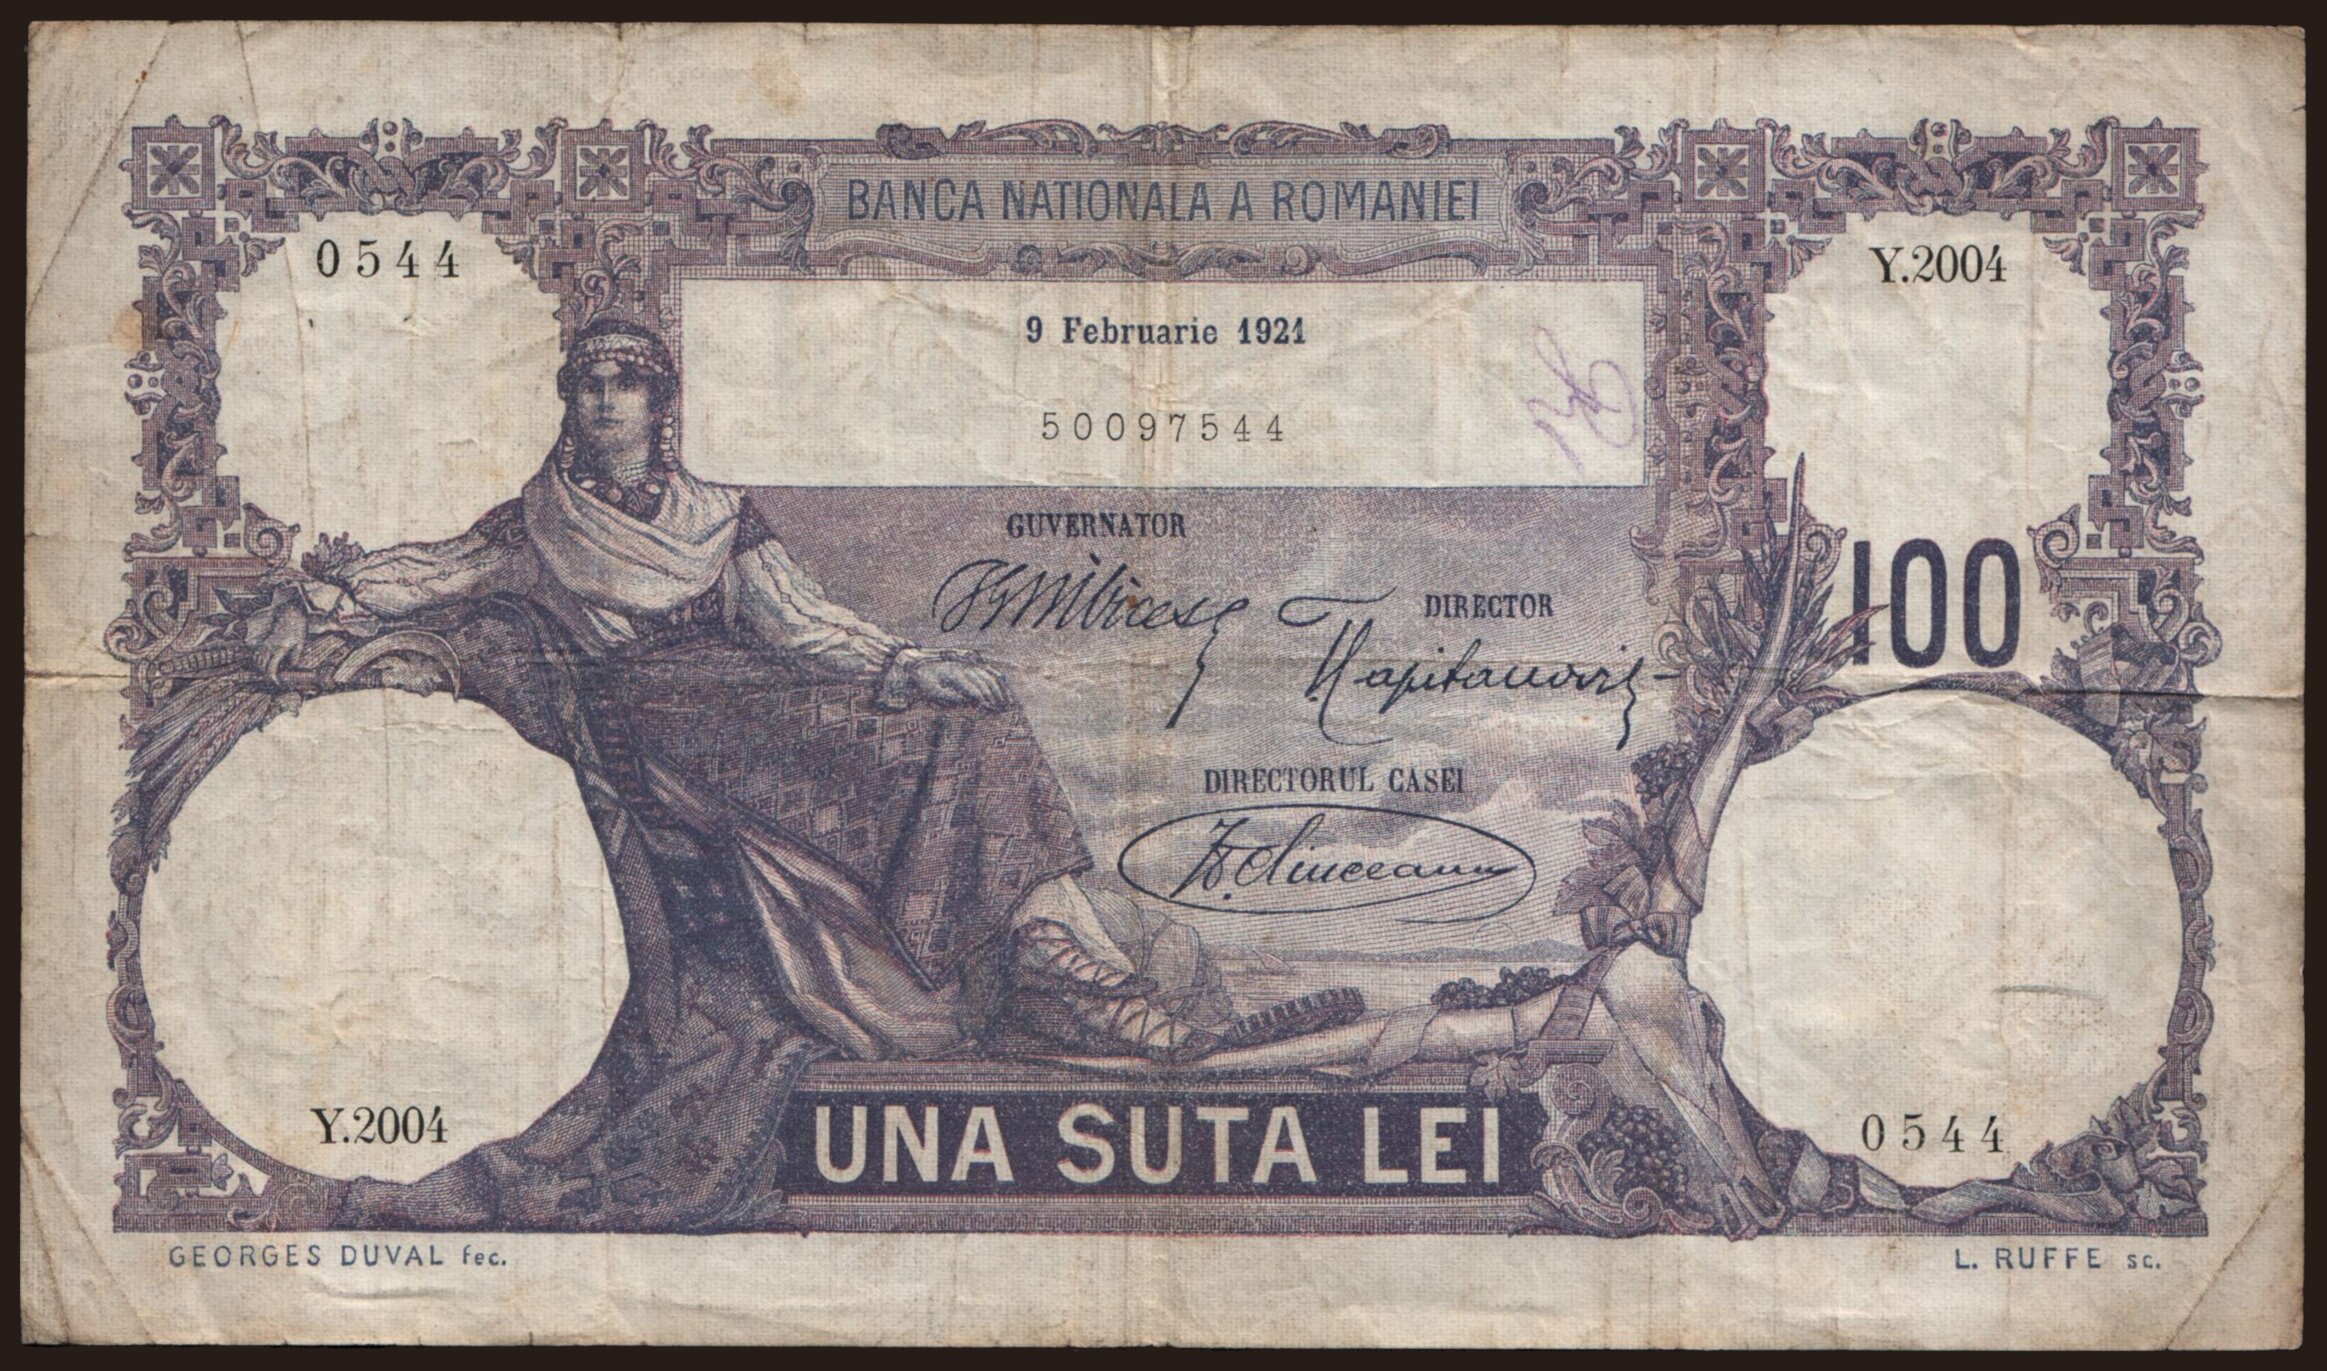 BANCA NATIONALA A ROMANIEI
0544
Y.2004
9 Februarie 1921
50097544
GUVERNATOR
100
DIRECTOR
DIRECTORUL CASEI
Y.2004
0544
UNA SUTA LEI
GEORGES DUVAL fec.
L. RUFFE sc.